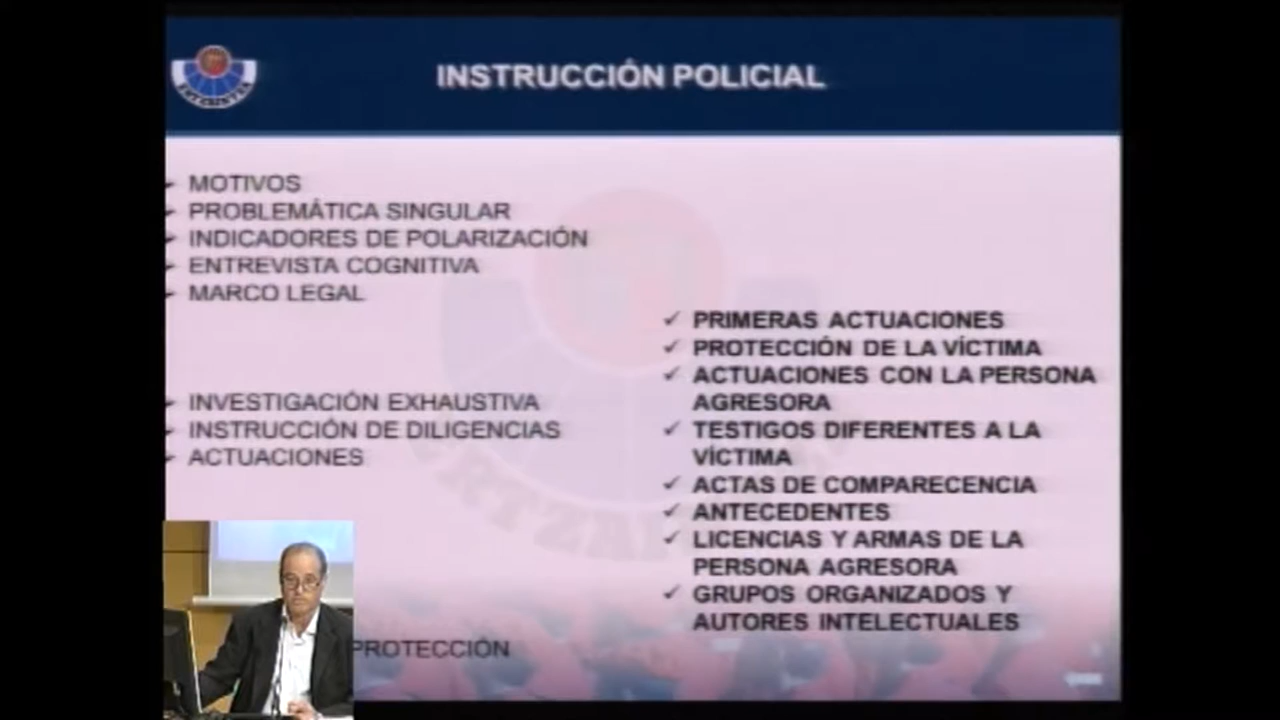 INSTRUCCIÓN POLICIAL
MOTIVOS
PROBLEMÁTICA SINGULAR
INDICADORES DE POLARIZACIÓN
ENTREVISTA COGNITIVA
MARCO LEGAL
INVESTIGACIÓN EXHAUSTIVA
INSTRUCCIÓN DE DILIGENCIAS
ACTUACIONES
PROTECCIÓN
PRIMERAS ACTUACIONES
PROTECCIÓN DE LA VÍCTIMA
ACTUACIONES CON LA PERSONA
AGRESORA
TESTIGOS DIFERENTES A LA
VÍCTIMA
ACTAS DE COMPARECENCIA
ANTECEDENTES
LICENCIAS Y ARMAS DE LA
PERSONA AGRESORA
GRUPOS ORGANIZADOS Y
AUTORES INTELECTUALES